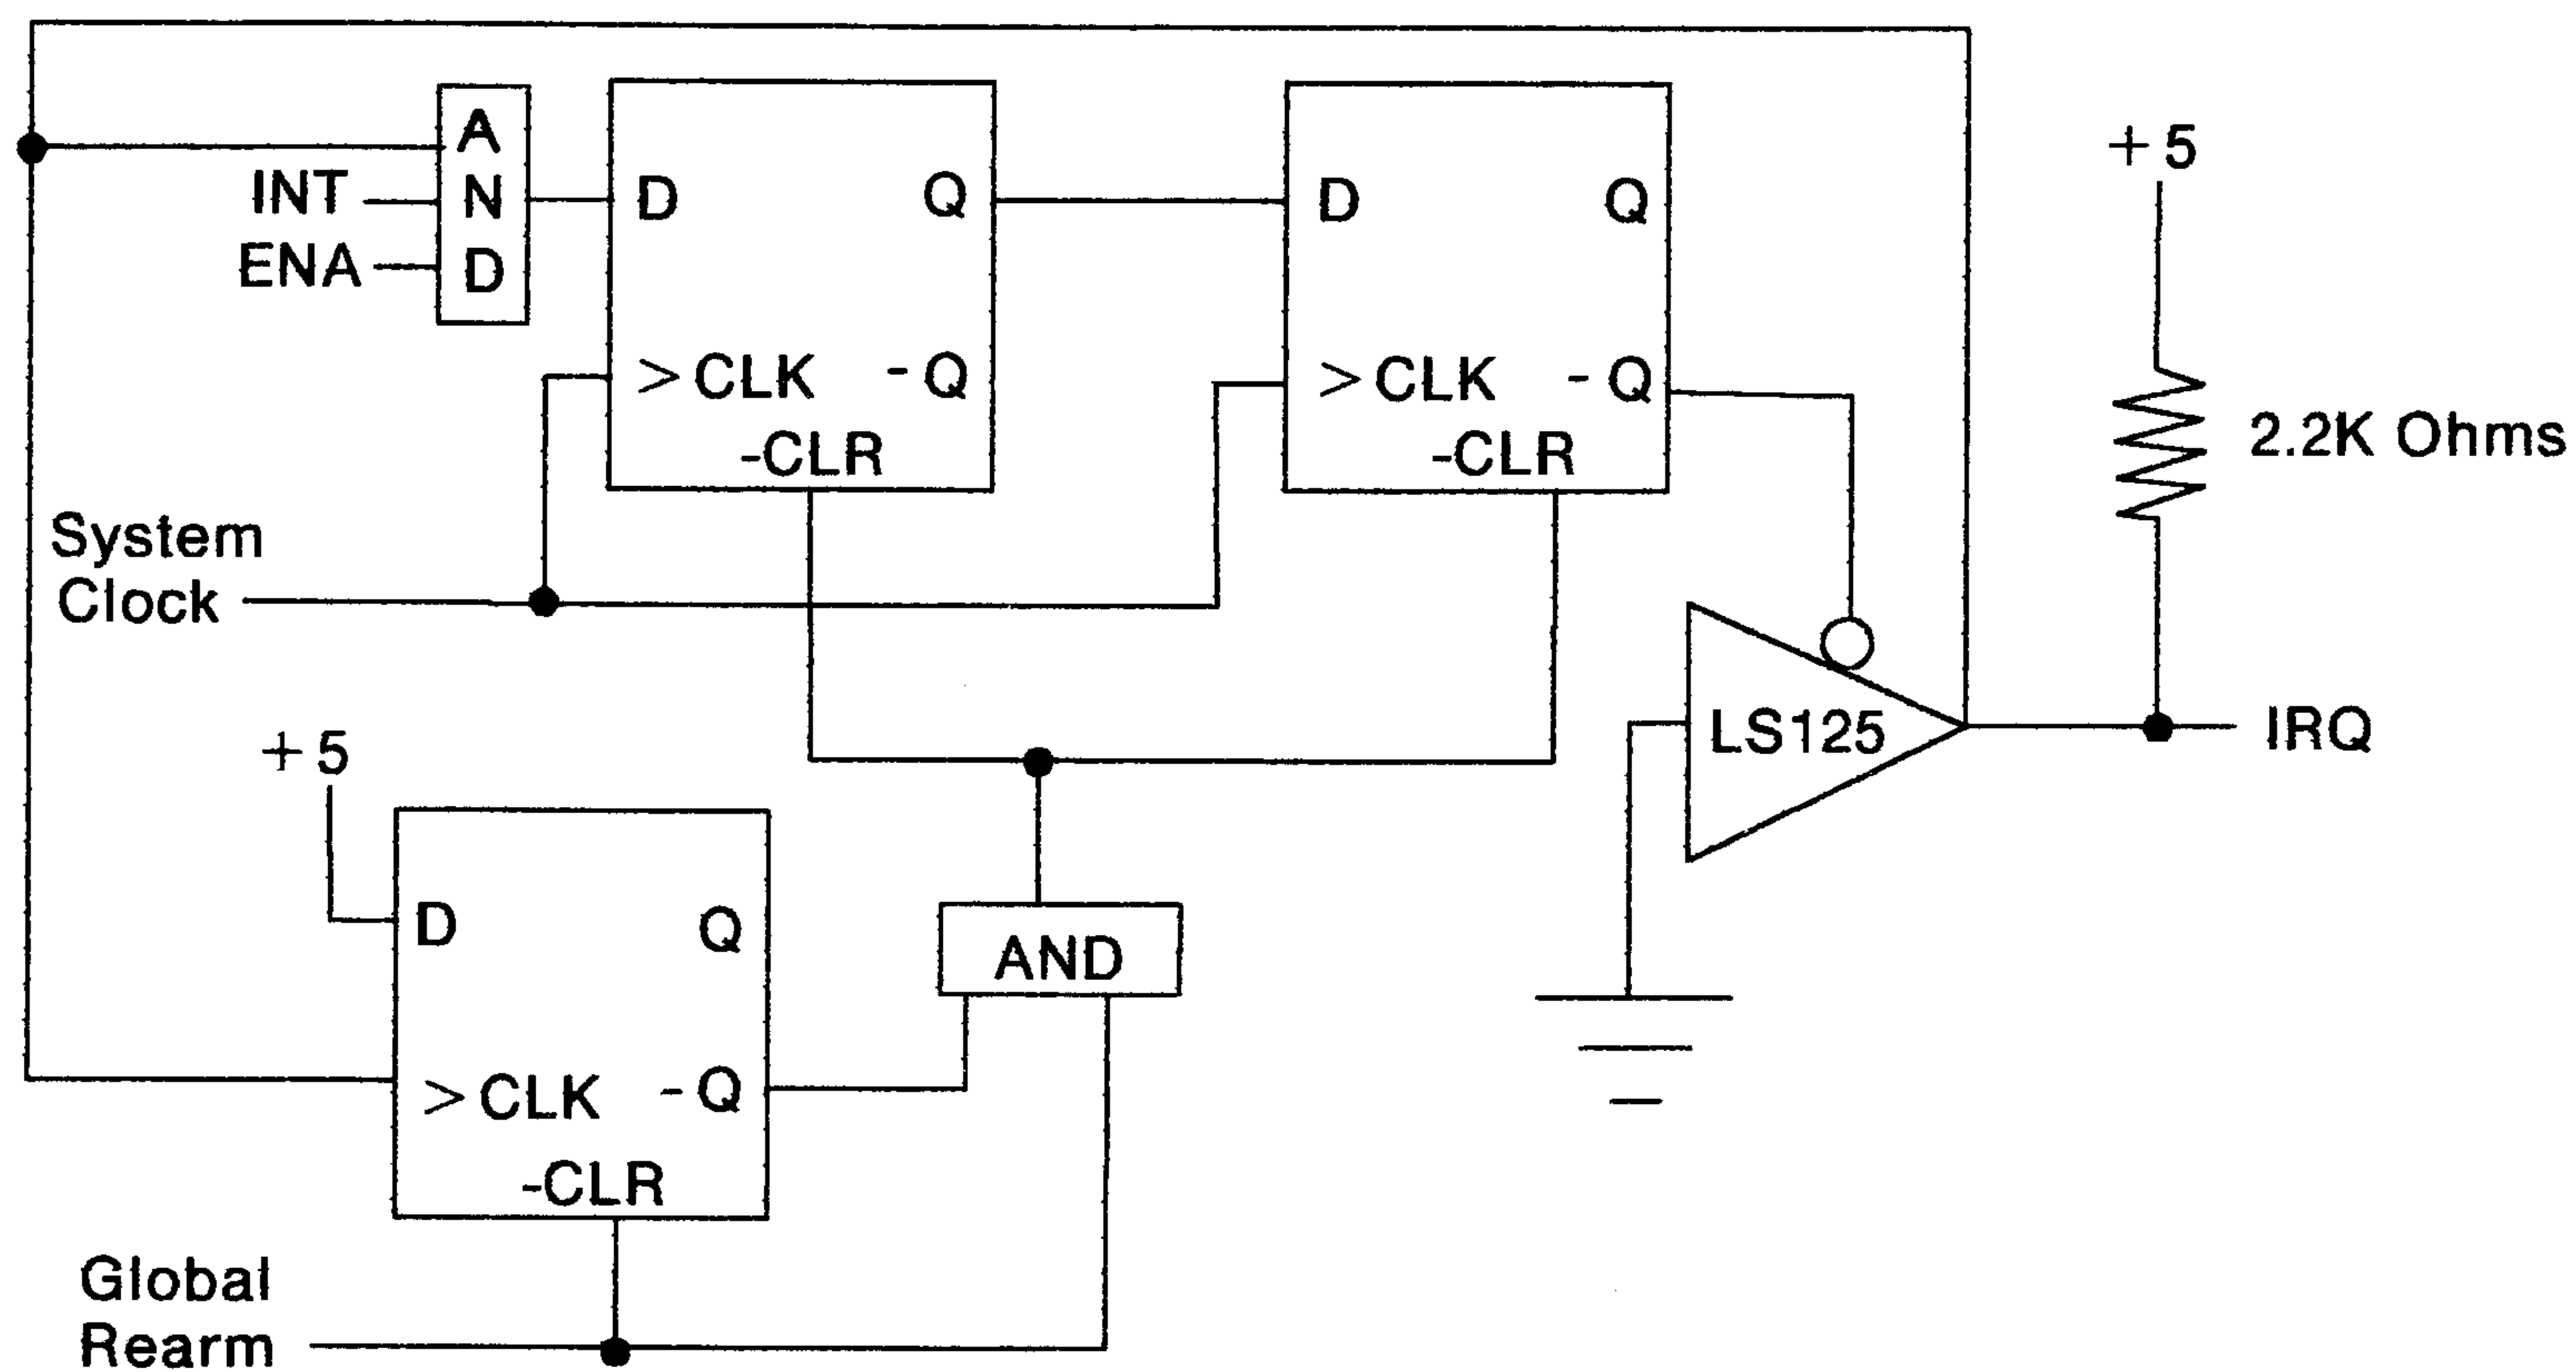 A
N
D
INT
ENA
D
Q
> CLK
- Q
-CLR
D
Q
> CLK
- Q
-CLR
+5
2.2K Ohms
System
Clock
LS125
IRQ
+5
D
Q
> CLK
- Q
-CLR
AND
Global
Rearm